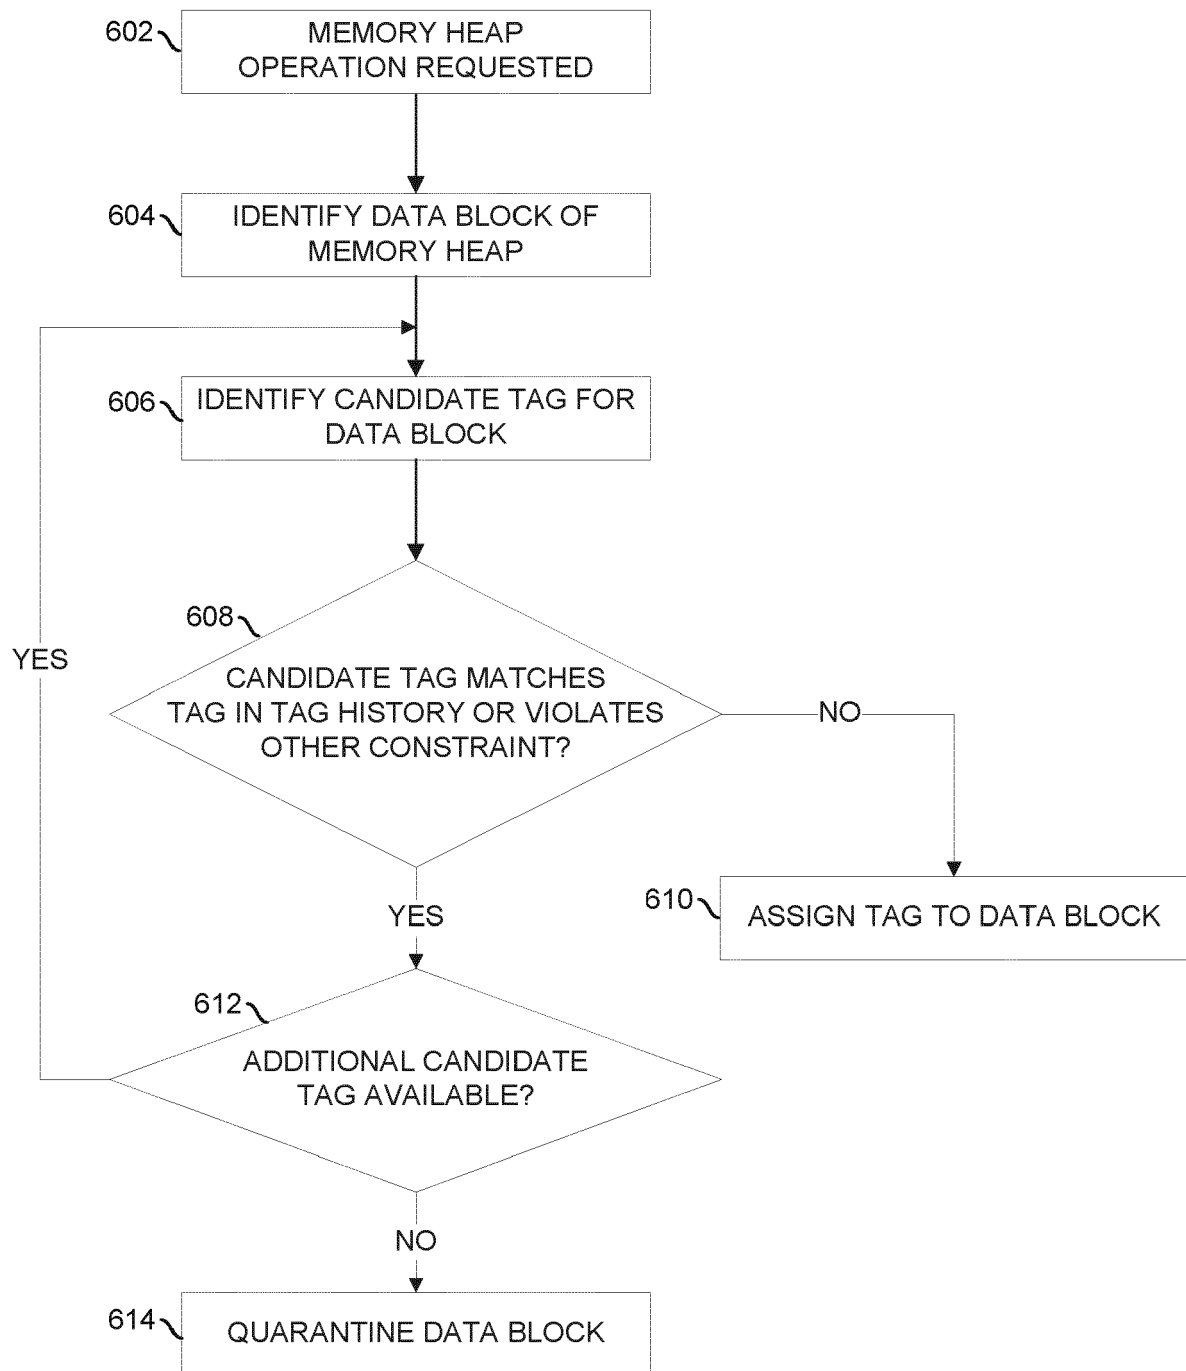 602
MEMORY HEAP
OPERATION REQUESTED
604
IDENTIFY DATA BLOCK OF
MEMORY HEAP
606
IDENTIFY CANDIDATE TAG FOR
DATA BLOCK
608
YES
CANDIDATE TAG MATCHES
TAG IN TAG HISTORY OR VIOLATES
OTHER CONSTRAINT?
NO
610
ASSIGN TAG TO DATA BLOCK
YES
612
ADDITIONAL CANDIDATE
TAG AVAILABLE?
NO
614
QUARANTINE DATA BLOCK